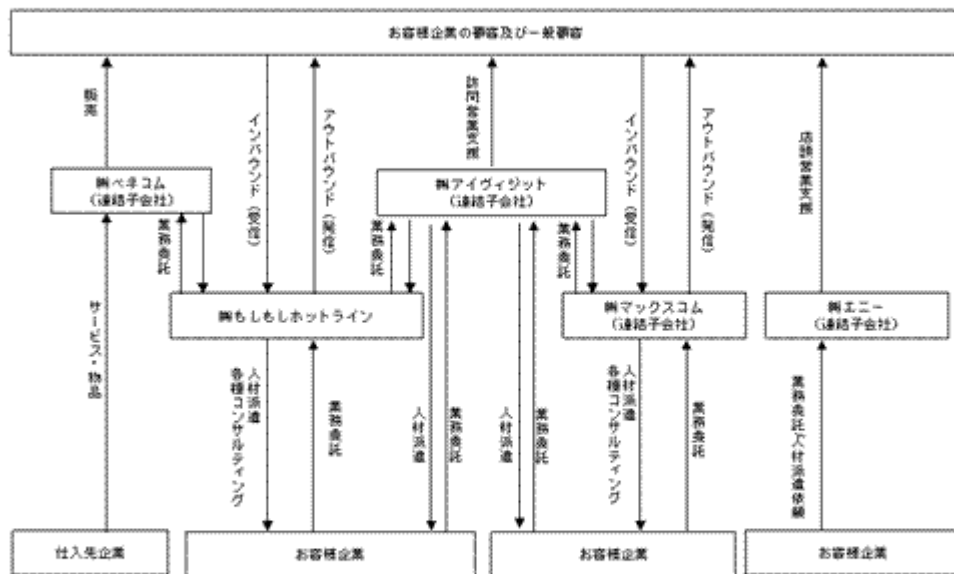 お客様企業の顧客及び一般顧客
販売
インバウンド（受信）
アウトバウンド（発信）
訪問営業支援
インバウンド（受信）
アウトバウンド（発信）
店頭営業支援
㈱ベネコム
（連結子会社）
㈱アイヴィジット
（連結子会社）
業務委託
業務委託
業務委託
㈱もしもしホットライン
㈱マックスコム
（連結子会社）
㈱エニー
（連結子会社）
サービス・物品
人材派遣
各種コンサルティング
業務委託
人材派遣
業務委託
人材派遣
業務委託
人材派遣
各種コンサルティング
業務委託
業務委託/人材派遣依頼
仕入先企業
お客様企業
お客様企業
お客様企業